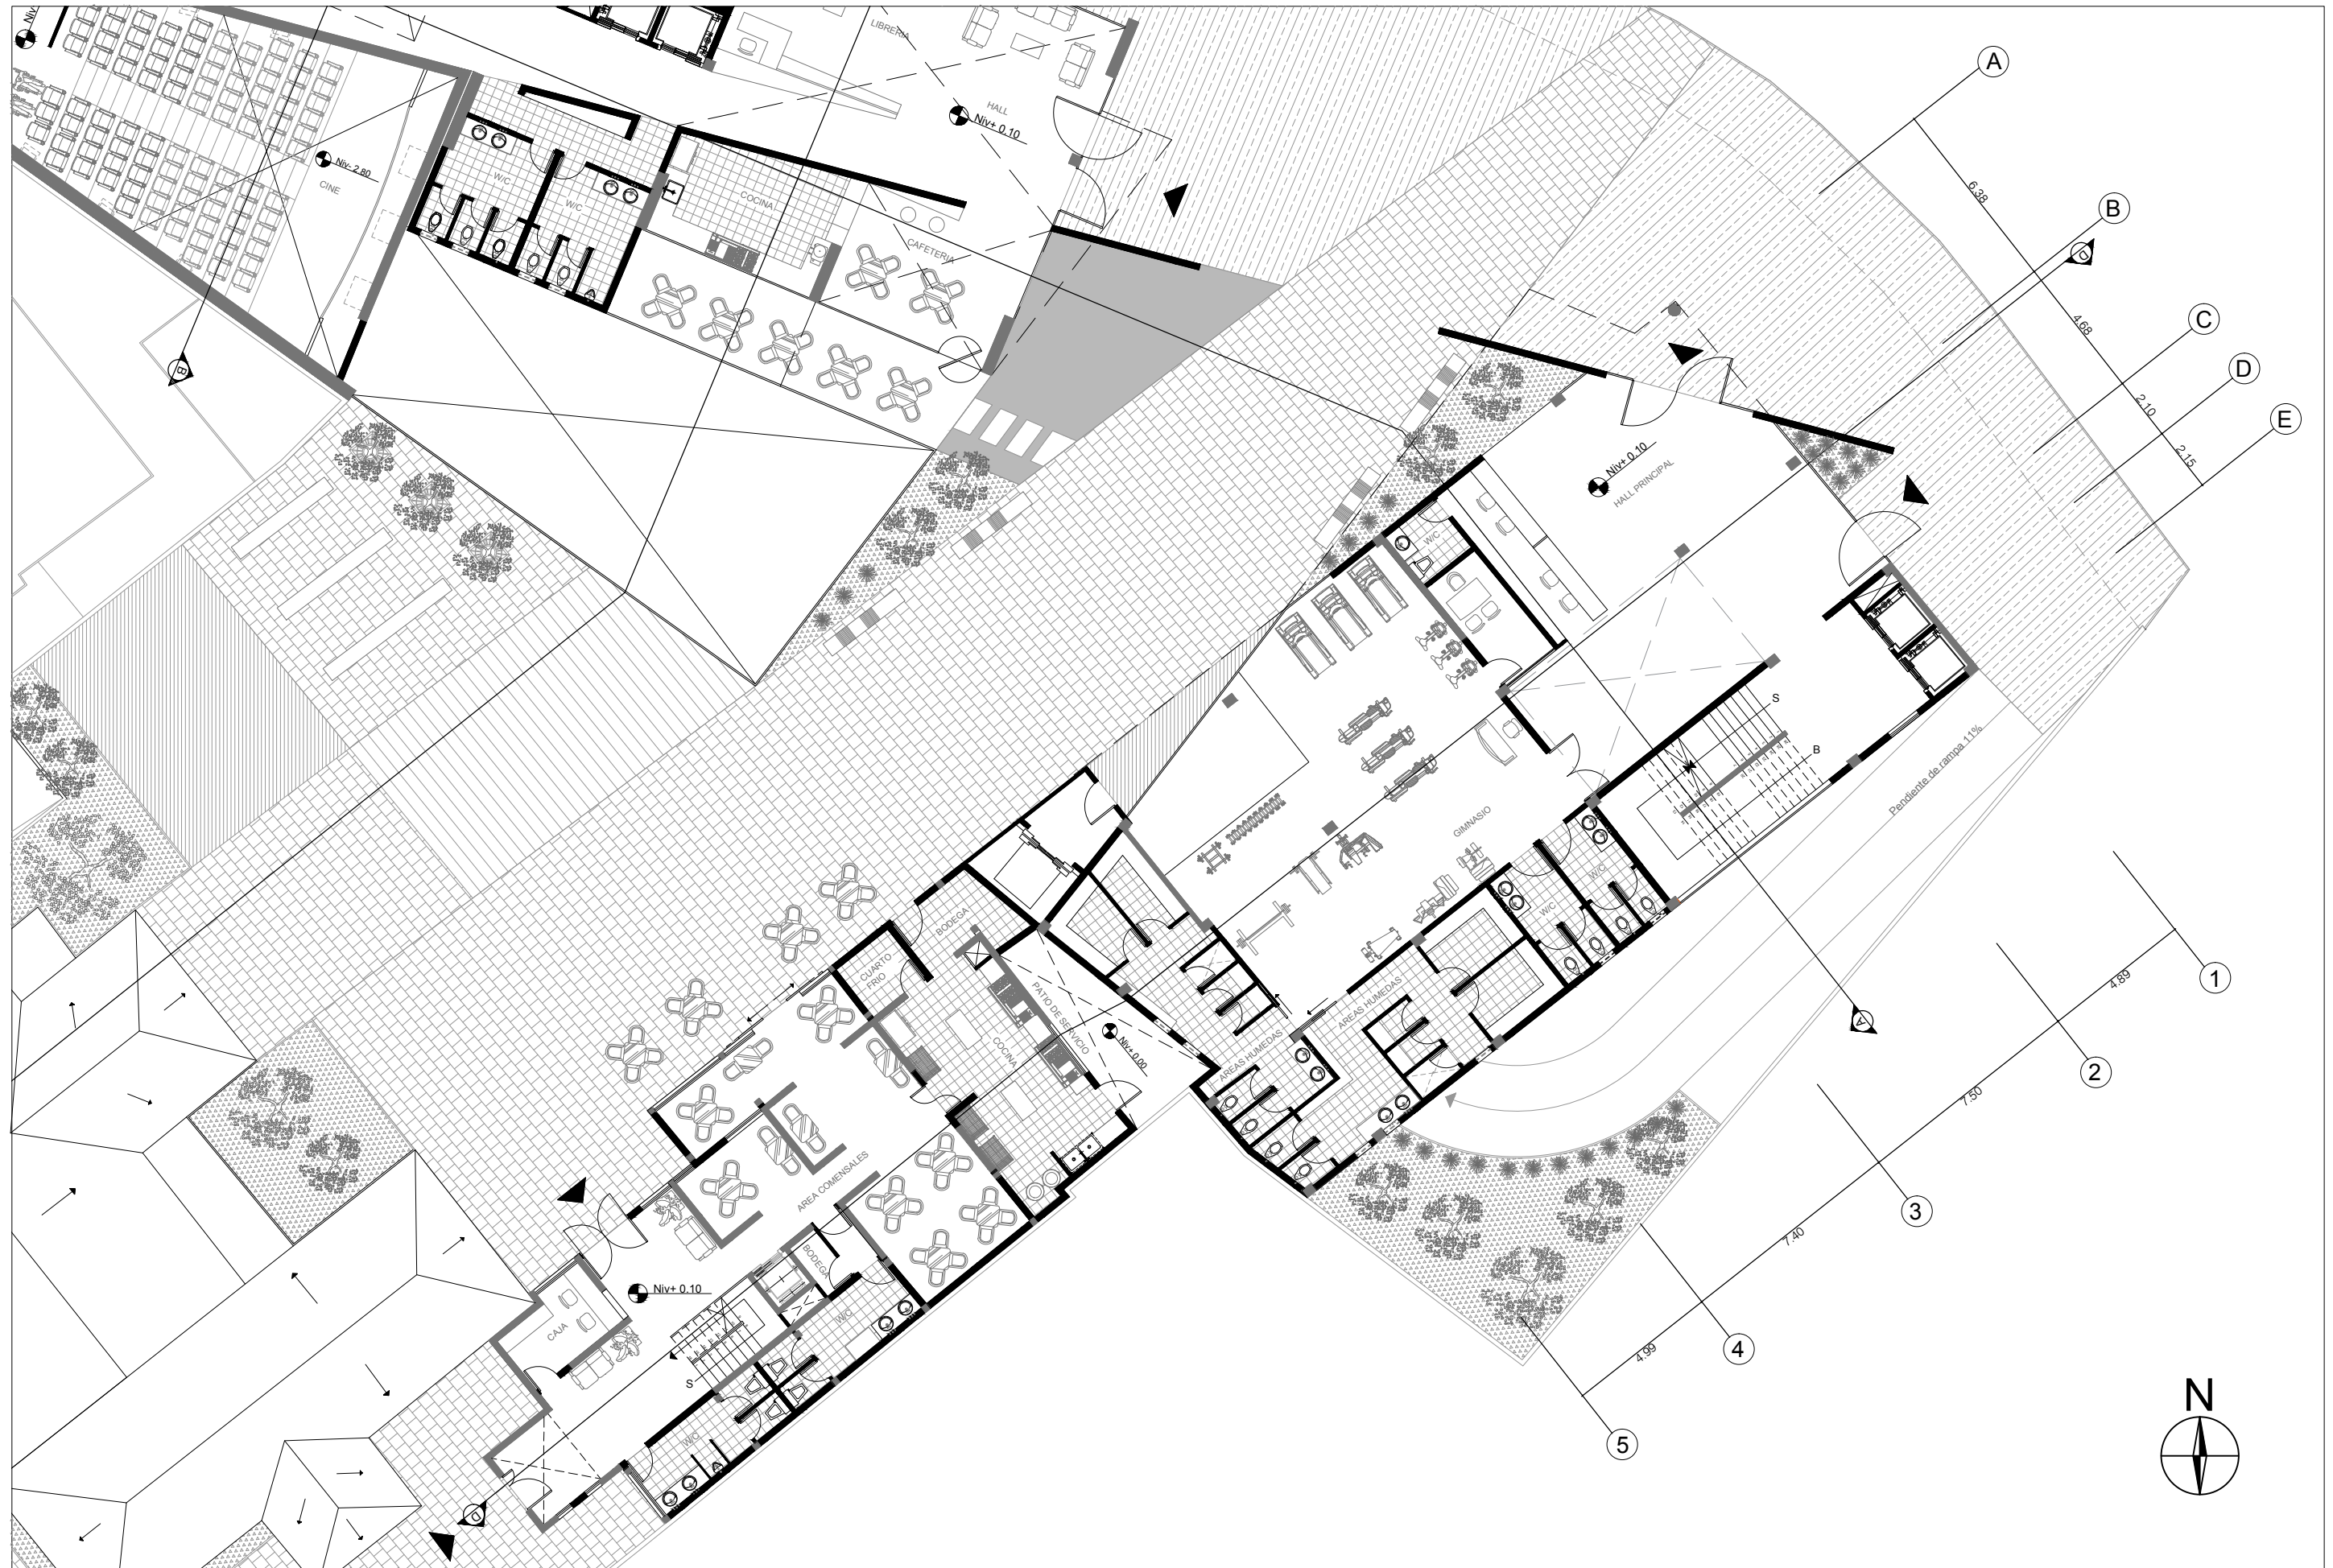 Niv
LIBRERIA
HALL
Niv+ 0.10
CINE
Niv- 2.80
W/C
W/C
COCINA
CAFETERIA
A
6.38
B
D
4.68
C
D
2.10
E
2.15
B
Niv+ 0.10
HALL PRINCIPAL
W/C
S
B
Pendiente de rampa 11%
GIMNASIO
W/C
W/C
BODEGA
CUARTO
FRIO
PATIO DE SERVICIO
COCINA
Niv+ 0.00
AREAS HUMEDAS
AREAS HUMEDAS
A
1
4.89
2
7.50
3
7.40
4
4.99
5
AREA COMENSALES
BODEGA
Niv+ 0.10
CAJA
W/C
S
W/C
D
N